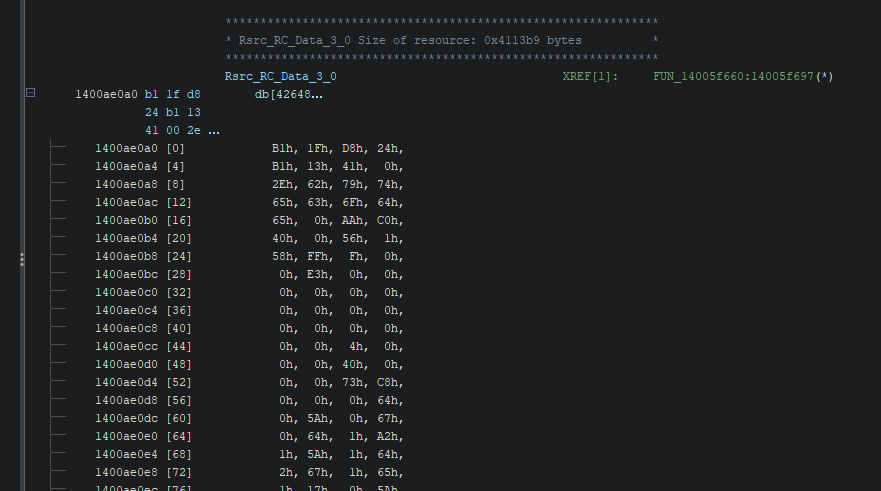 *************************************************************
* Rsrc_RC_Data_3_0 Size of resource: 0x4113b9 bytes *
*************************************************************
Rsrc_RC_Data_3_0 XREF[1]: FUN_14005f660:14005f697(*)
1400ae0a0 b1 1f d8 db[42648...
24 b1 13
41 00 2e ...
1400ae0a0 [0] B1h, 1Fh, D8h, 24h,
1400ae0a4 [4] B1h, 13h, 41h, 0h,
1400ae0a8 [8] 2Eh, 62h, 79h, 74h,
1400ae0ac [12] 65h, 63h, 6Fh, 64h,
1400ae0b0 [16] 65h, 0h, AAh, C0h,
1400ae0b4 [20] 40h, 0h, 56h, 1h,
1400ae0b8 [24] 58h, FFh, Fh, 0h,
1400ae0bc [28] 0h, E3h, 0h, 0h,
1400ae0c0 [32] 0h, 0h, 0h, 0h,
1400ae0c4 [36] 0h, 0h, 0h, 0h,
1400ae0c8 [40] 0h, 0h, 0h, 0h,
1400ae0cc [44] 0h, 0h, 4h, 0h,
1400ae0d0 [48] 0h, 0h, 40h, 0h,
1400ae0d4 [52] 0h, 0h, 73h, C8h,
1400ae0d8 [56] 0h, 0h, 0h, 64h,
1400ae0dc [60] 0h, 5Ah, 0h, 67h,
1400ae0e0 [64] 0h, 64h, 1h, A2h,
1400ae0e4 [68] 1h, 5Ah, 1h, 64h,
1400ae0e8 [72] 2h, 67h, 1h, 65h,
1400ae0ec [76] 1h, 17h, 0h, 5Ah,